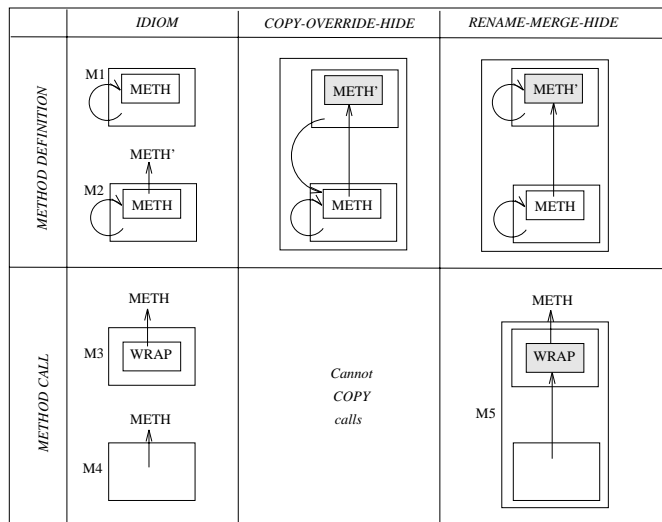 IDIOM
COPY-OVERRIDE-HIDE
RENAME-MERGE-HIDE
METHOD DEFINITION
M1
METH
METH'
M2
METH
METH'
METH
METH'
METH
METHOD CALL
METH
M3
WRAP
METH
M4
Cannot
COPY
calls
METH
WRAP
M5